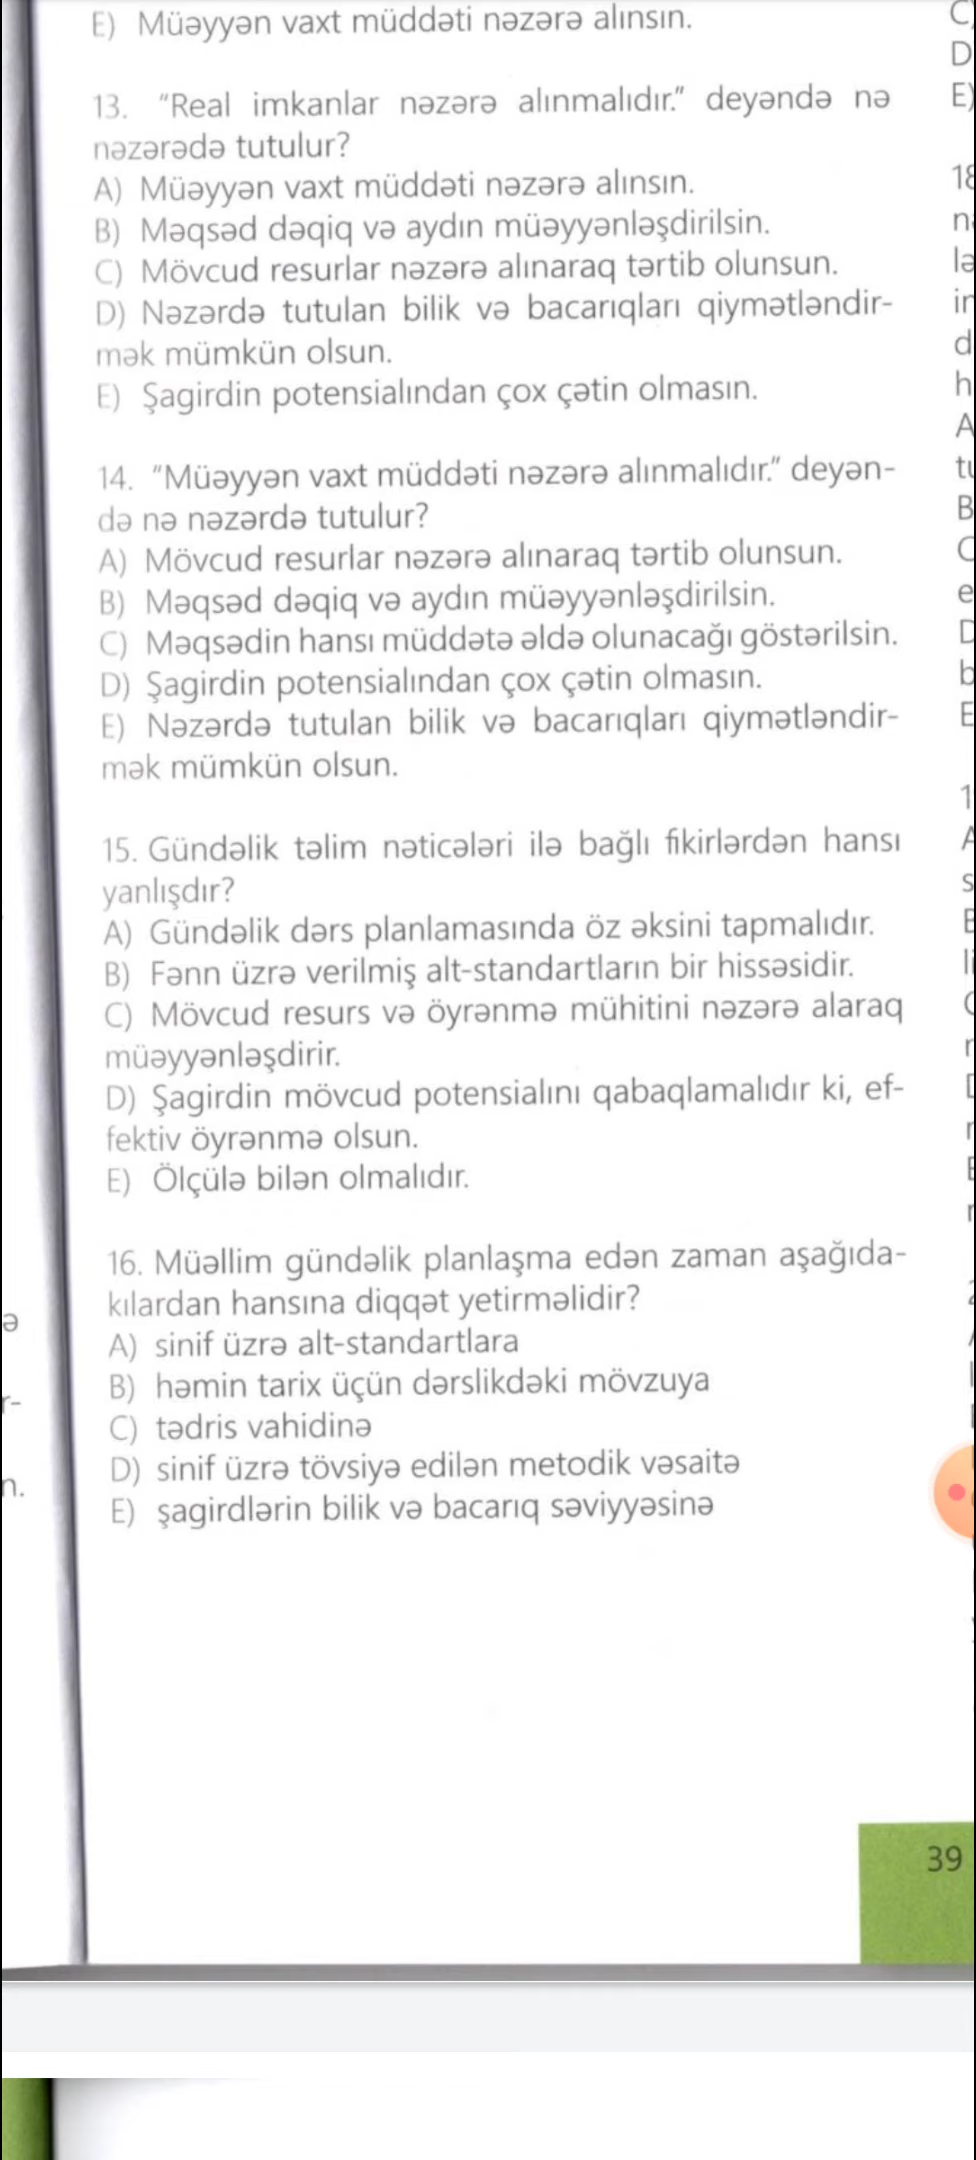 E) Müəyyən vaxt müddəti nəzərə alınsın.
13. "Real imkanlar nəzərə alınmalıdır." deyəndə nə
nəzərədə tutulur?
A) Müəyyən vaxt müddəti nəzərə alınsın.
B) Məqsəd dəqiq və aydın müəyyənləşdirilsin.
C) Mövcud resurlar nəzərə alınaraq tərtib olunsun.
D) Nəzərdə tutulan bilik və bacarıqları qiymətləndir-
mək mümkün olsun.
E) Şagirdin potensialından çox çətin olmasın.
14. "Müəyyən vaxt müddəti nəzərə alınmalıdır." deyən-
də nə nəzərdə tutulur?
A) Mövcud resurlar nəzərə alınaraq tərtib olunsun.
B) Məqsəd dəqiq və aydın müəyyənləşdirilsin.
C) Məqsədin hansı müddətə əldə olunacağı göstərilsin.
D) Şagirdin potensialından çox çətin olmasın.
E) Nəzərdə tutulan bilik və bacarıqları qiymətləndir-
mək mümkün olsun.
15. Gündəlik təlim nəticələri ilə bağlı fikirlərdən hansı
yanlışdır?
A) Gündəlik dərs planlamasında öz əksini tapmalıdır.
B) Fənn üzrə verilmiş alt-standartların bir hissəsidir.
C) Mövcud resurs və öyrənmə mühitini nəzərə alaraq
müəyyənləşdirir.
D) Şagirdin mövcud potensialını qabaqlamalıdır ki, ef-
fektiv öyrənmə olsun.
E) Ölçülə bilən olmalıdır.
16. Müəllim gündəlik planlaşma edən zaman aşağıda-
kılardan hansına diqqət yetirməlidir?
A) sinif üzrə alt-standartlara
B) həmin tarix üçün dərslikdəki mövzuya
C) tədris vahidinə
D) sinif üzrə tövsiyə edilən metodik vəsaitə
E) şagirdlərin bilik və bacarıq səviyyəsinə
39